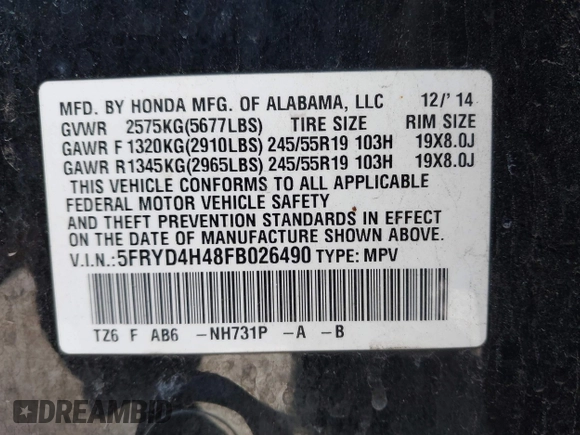 MFD. BY HONDA MFG. OF ALABAMA, LLC 12/'14
GVWR 2575KG(5677LBS) TIRE SIZE RIM SIZE
GAWR F 1320KG(2910LBS) 245/55R19 103H 19X8.0J
GAWR R1345KG(2965LBS) 245/55R19 103H 19X8.0J
THIS VEHICLE CONFORMS TO ALL APPLICABLE
FEDERAL MOTOR VEHICLE SAFETY
AND THEFT PREVENTION STANDARDS IN EFFECT
ON THE DATE OF MANUFACTURE SHOWN ABOVE.
V.I.N.: 5FRYD4H48FB026490 TYPE: MPV
TZ6 F AB6 -NH731P -A -B
DREAMBID